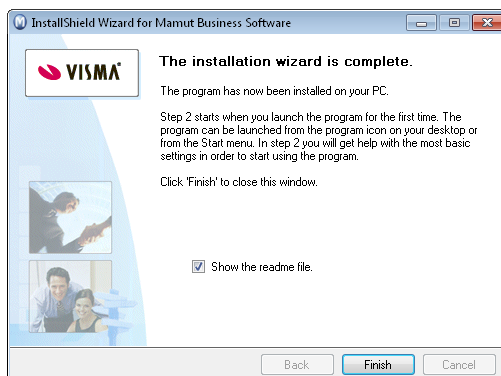 InstallShield Wizard for Mamut Business Software
VISMA
The installation wizard is complete.
The program has now been installed on your PC.
Step 2 starts when you launch the program for the first time. The
program can be launched from the program icon on your desktop or
from the Start menu. In step 2 you will get help with the most basic
settings in order to start using the program.
Click 'Finish' to close this window.
Show the readme file.
Back
Finish
Cancel